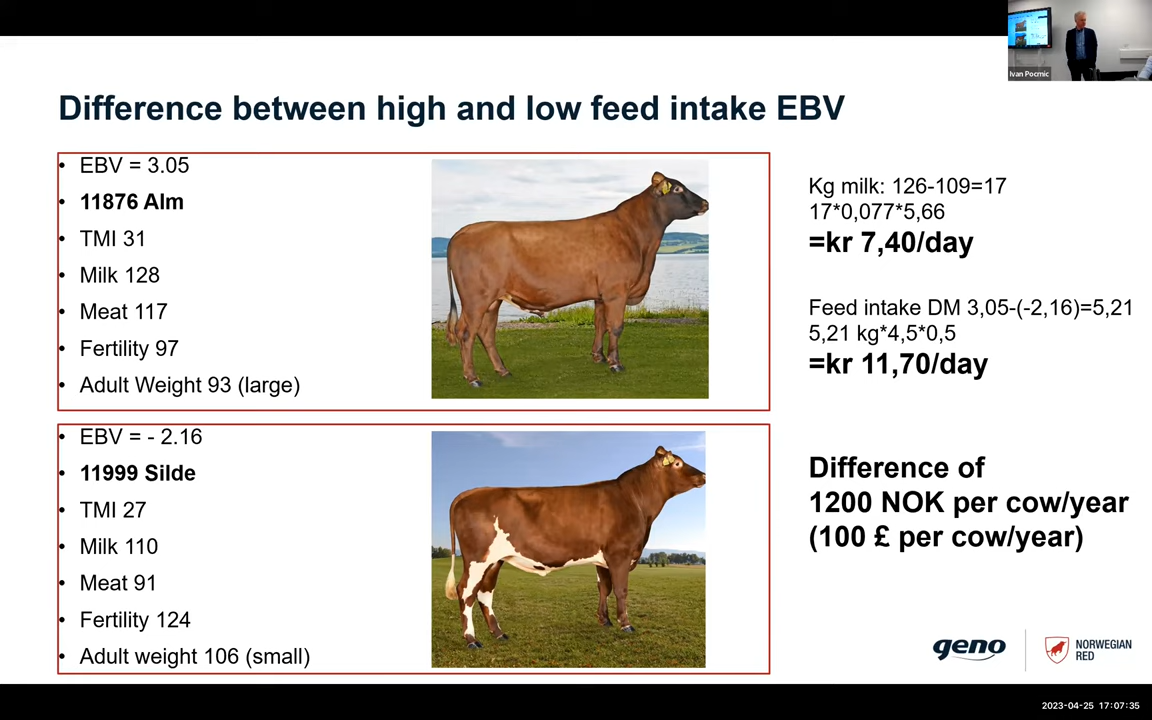 Ivan Pocrnic
Difference between high and low feed intake EBV
• EBV = 3.05
• 11876 Alm
• TMI 31
• Milk 128
• Meat 117
• Fertility 97
• Adult Weight 93 (large)
Kg milk: 126-109=17
17*0,077*5,66
=kr 7,40/day
Feed intake DM 3,05-(-2,16)=5,21
5,21 kg*4,5*0,5
=kr 11,70/day
• EBV = - 2.16
• 11999 Silde
• TMI 27
• Milk 110
• Meat 91
• Fertility 124
• Adult weight 106 (small)
Difference of
1200 NOK per cow/year
(100 £ per cow/year)
geno
NORWEGIAN
RED
2023-04-25 17:07:35